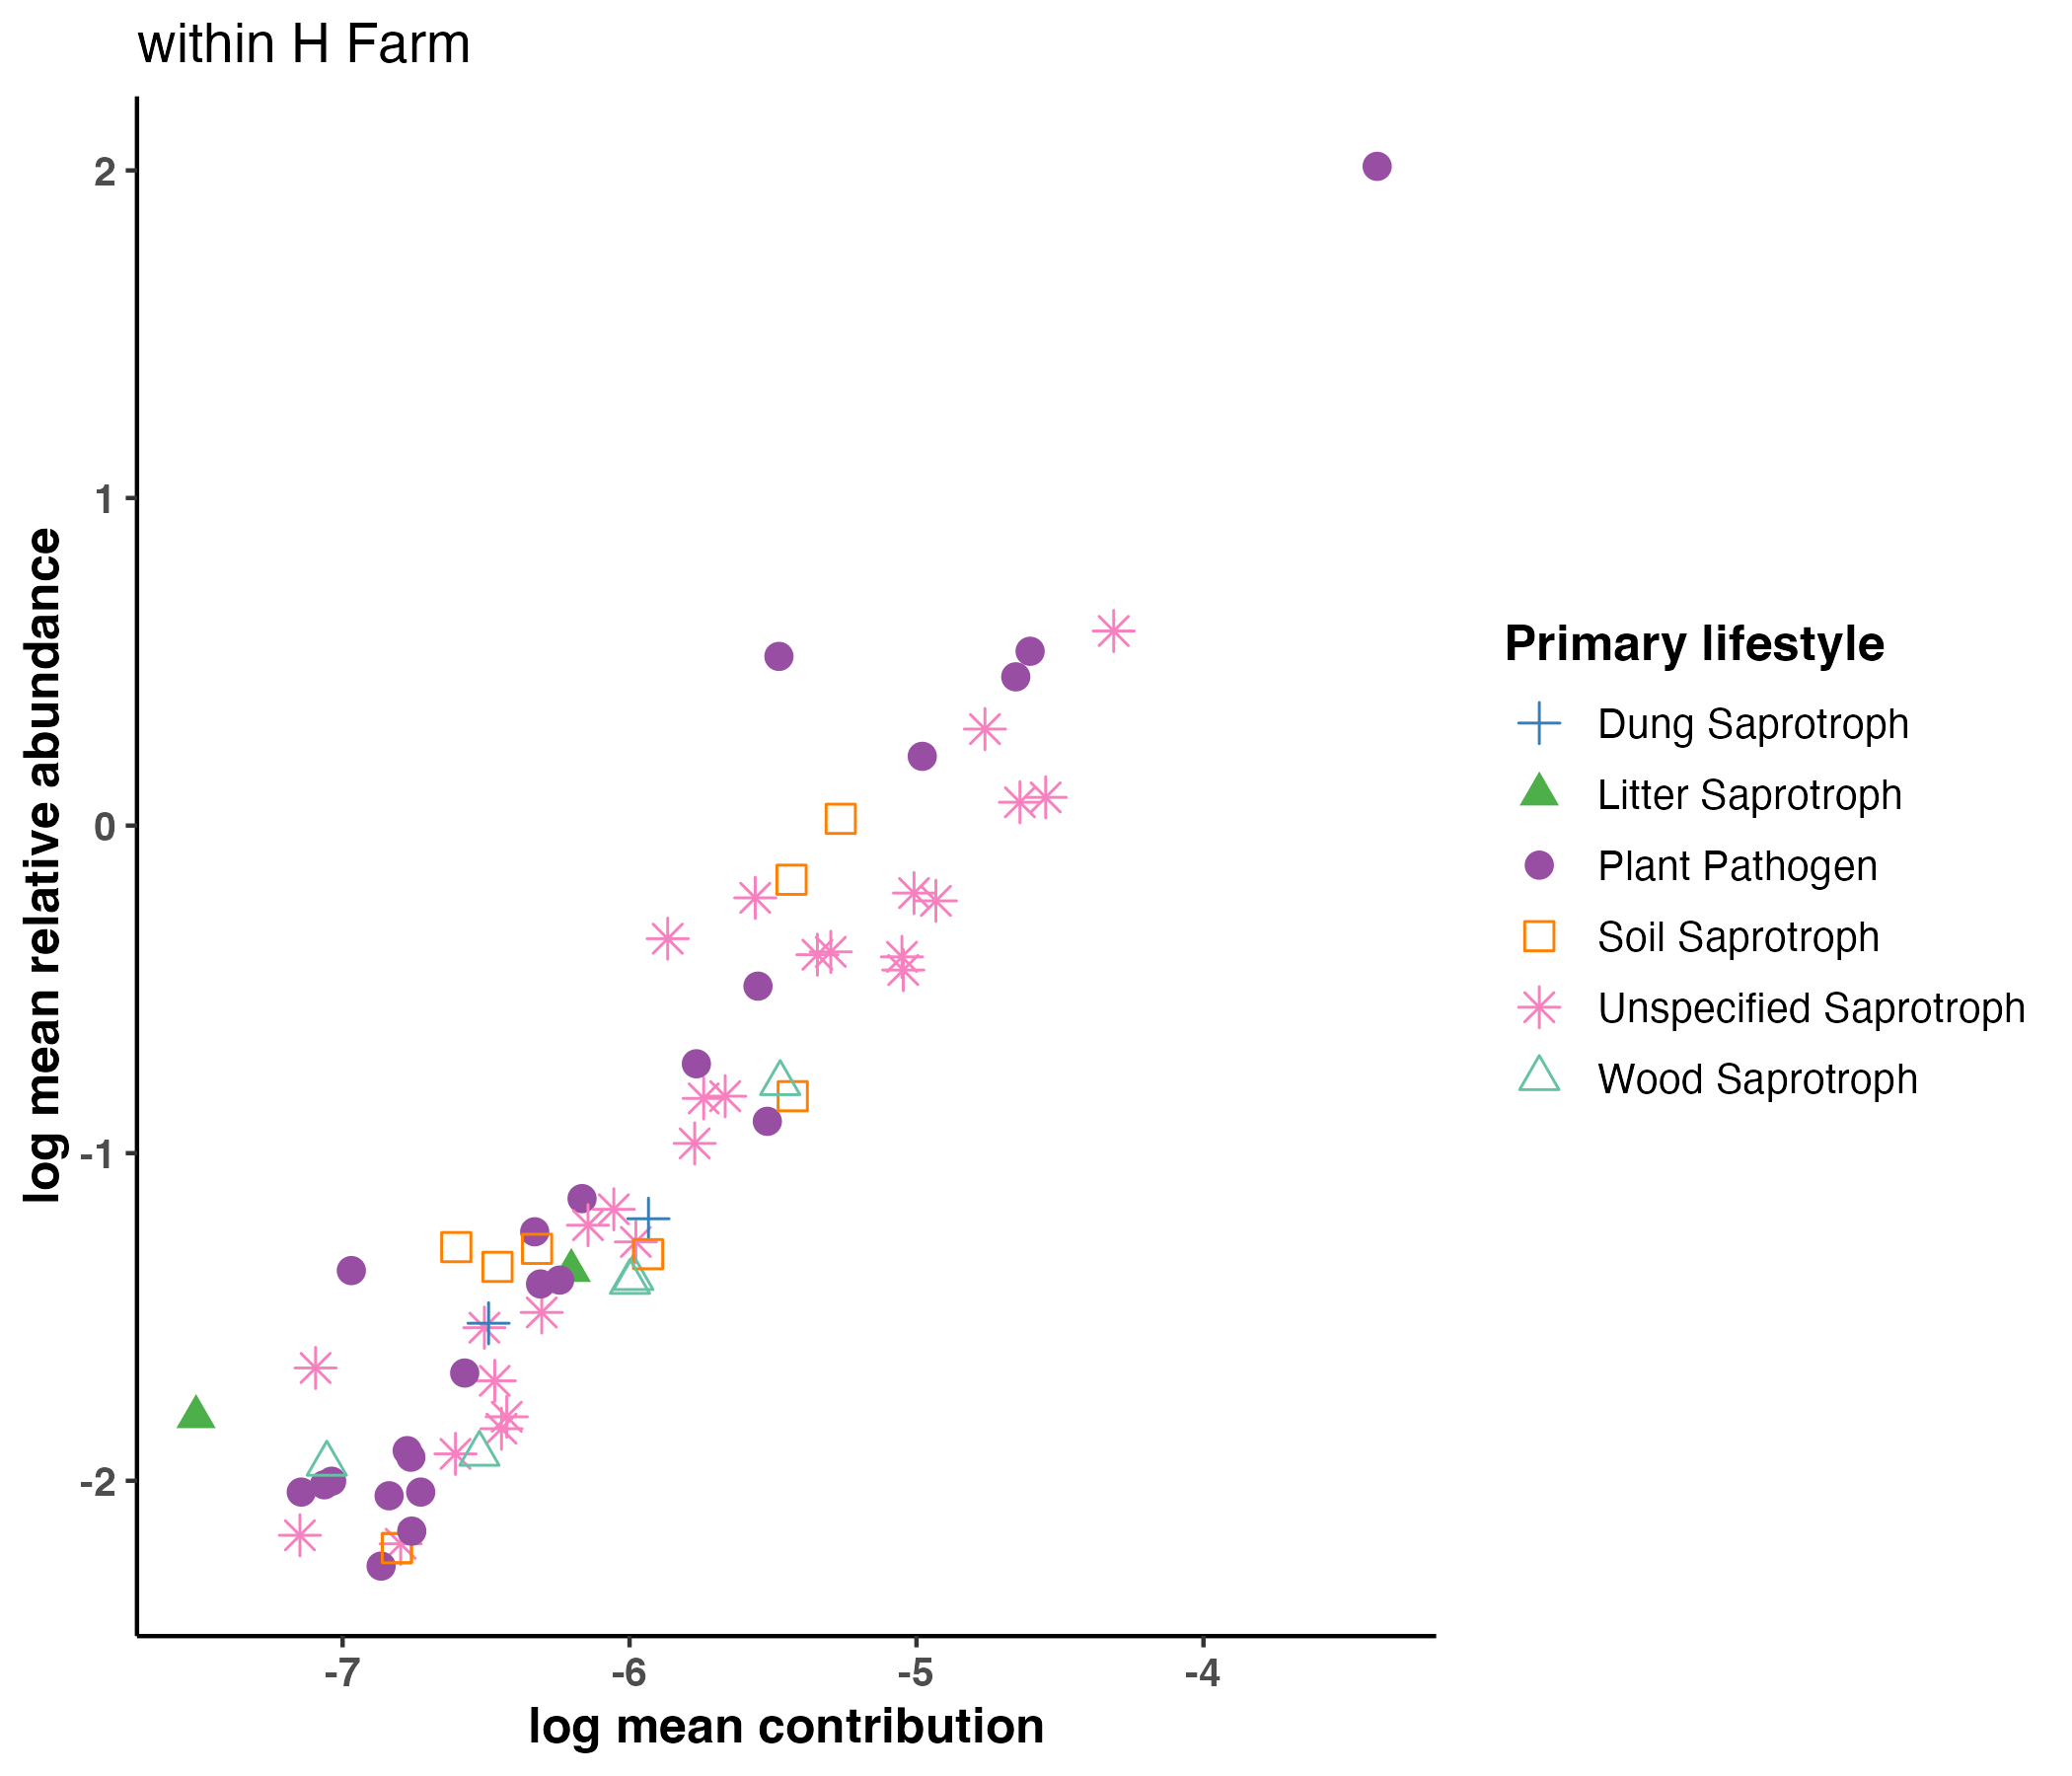 within H Farm
log mean relative abundance
2
1
0
-1
-2
-7
-6
-5
-4
log mean contribution
Primary lifestyle
Dung Saprotroph
Litter Saprotroph
Plant Pathogen
Soil Saprotroph
Unspecified Saprotroph
Wood Saprotroph